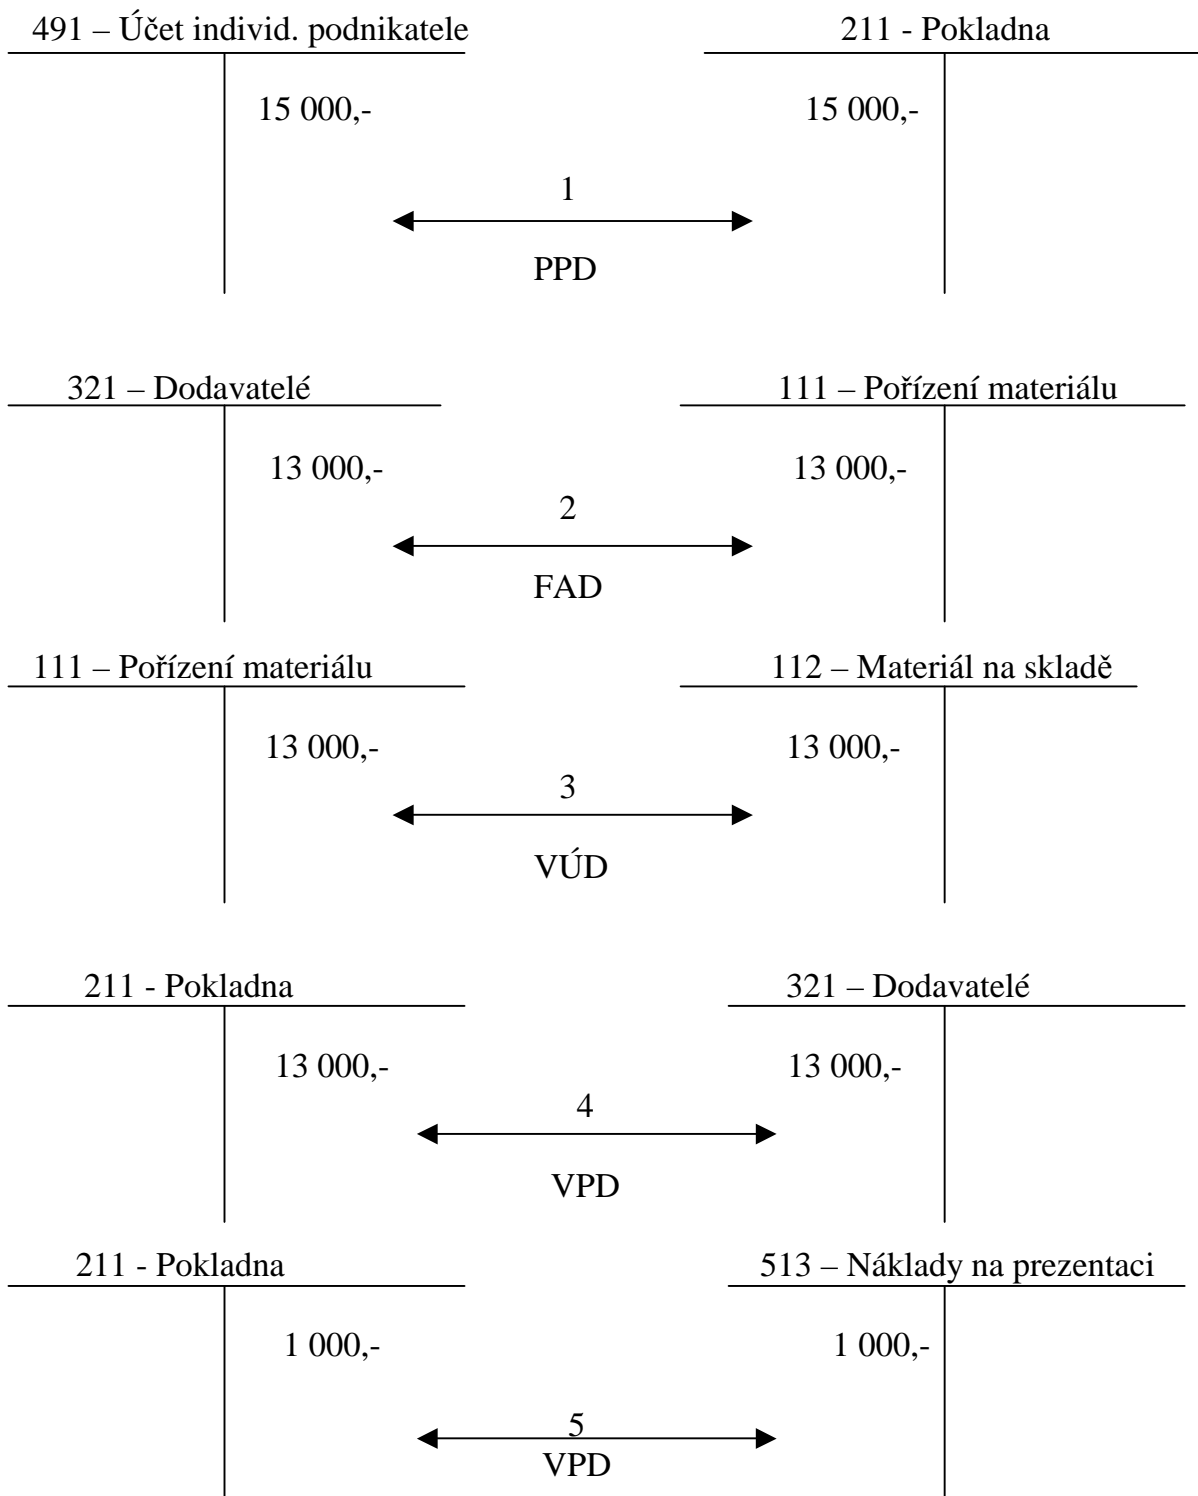 491 – Účet individ. podnikatele
211 - Pokladna
15 000,-
15 000,-
1
PPD
321 – Dodavatelé
111 – Pořízení materiálu
13 000,-
13 000,-
2
FAD
111 – Pořízení materiálu
112 – Materiál na skladě
13 000,-
13 000,-
3
VÚD
211 - Pokladna
321 – Dodavatelé
13 000,-
13 000,-
4
VPD
211 - Pokladna
513 – Náklady na prezentaci
1 000,-
1 000,-
5
VPD